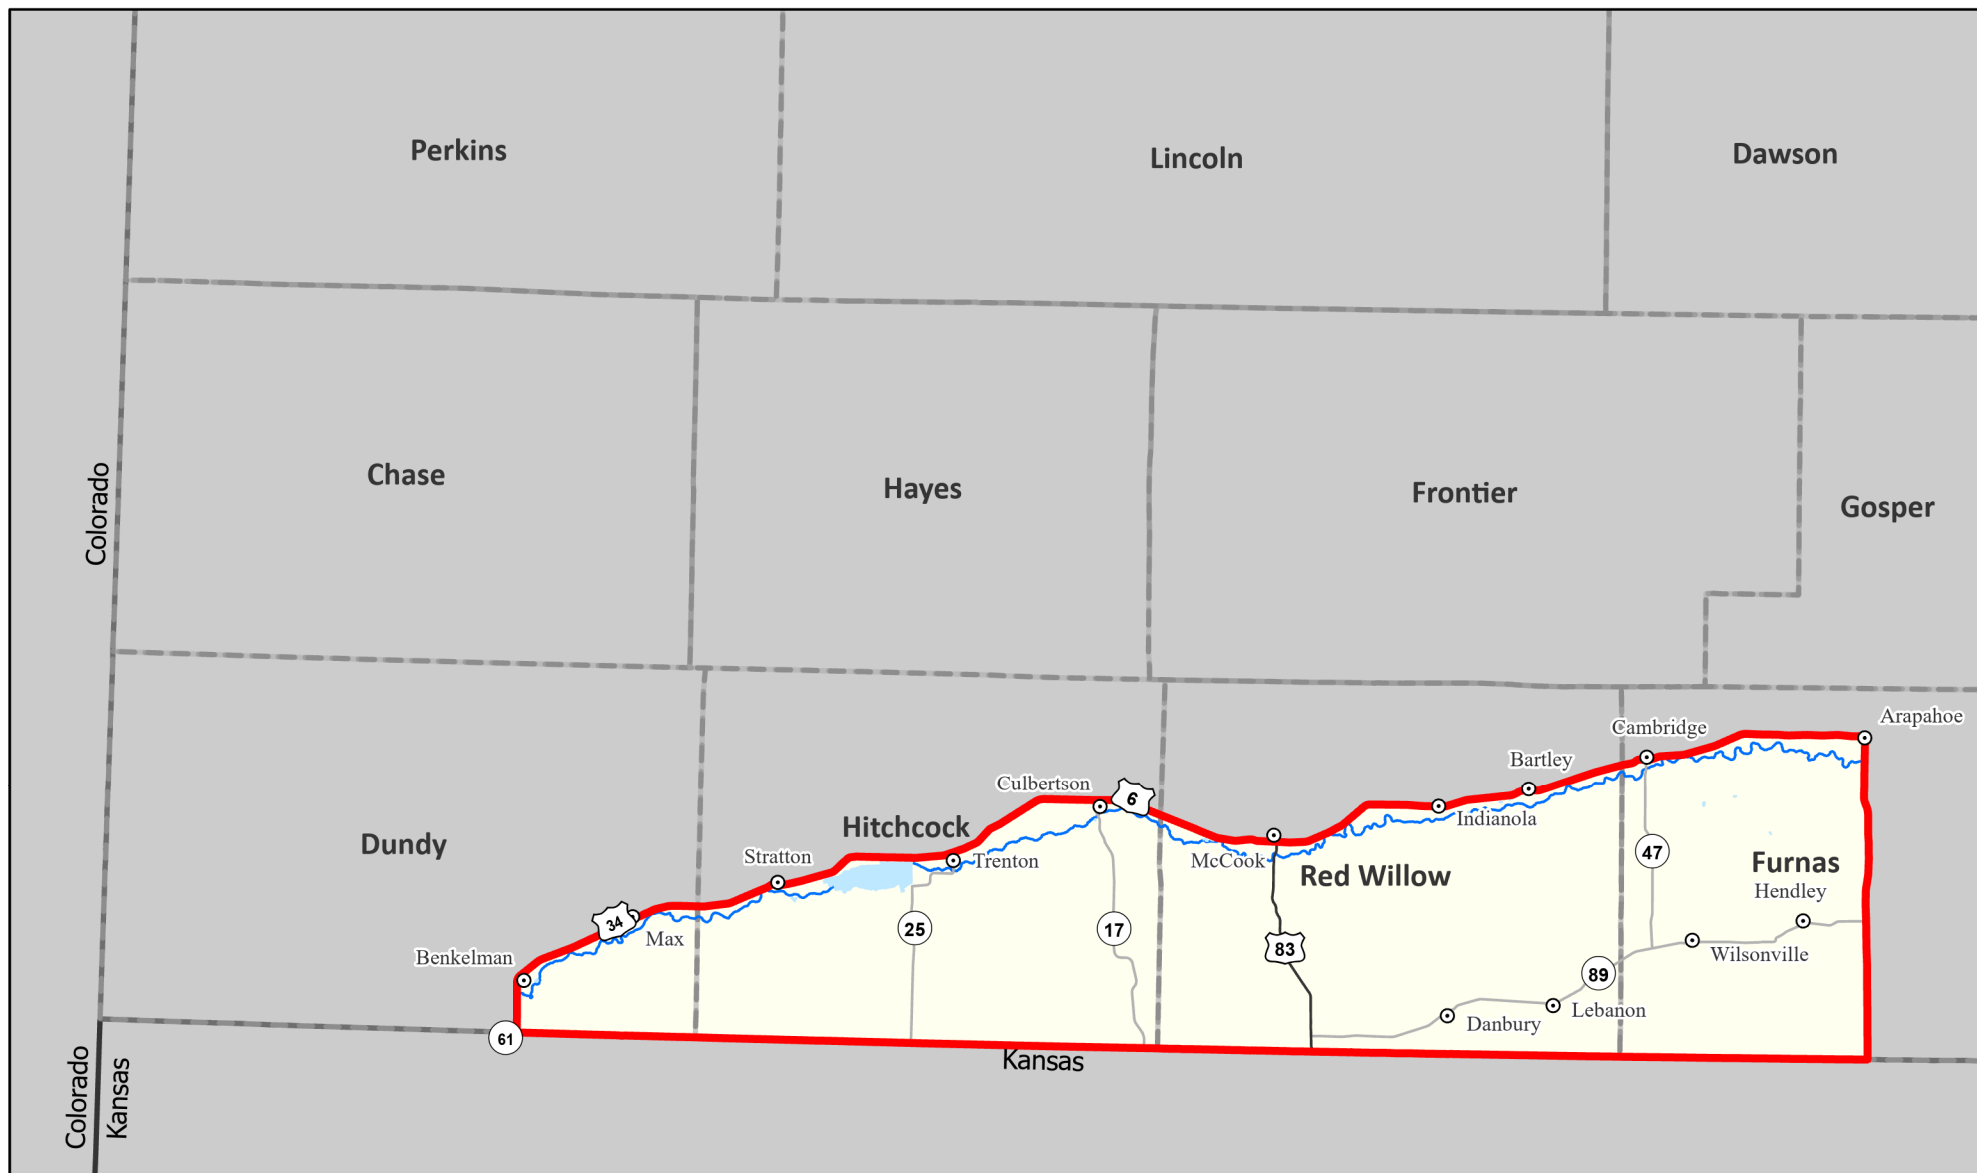 Perkins
Lincoln
Dawson
Chase
Hayes
Frontier
Gosper
Colorado
Arapahoe
Cambridge
Bartley
Culbertson
6
Indianola
Hitchcock
Dundy
Stratton
Trenton
McCook
Red Willow
47
Furnas
Hendley
34
Max
25
17
83
Benkelman
Wilsonville
89
Lebanon
Danbury
61
Kansas
Colorado
Kansas